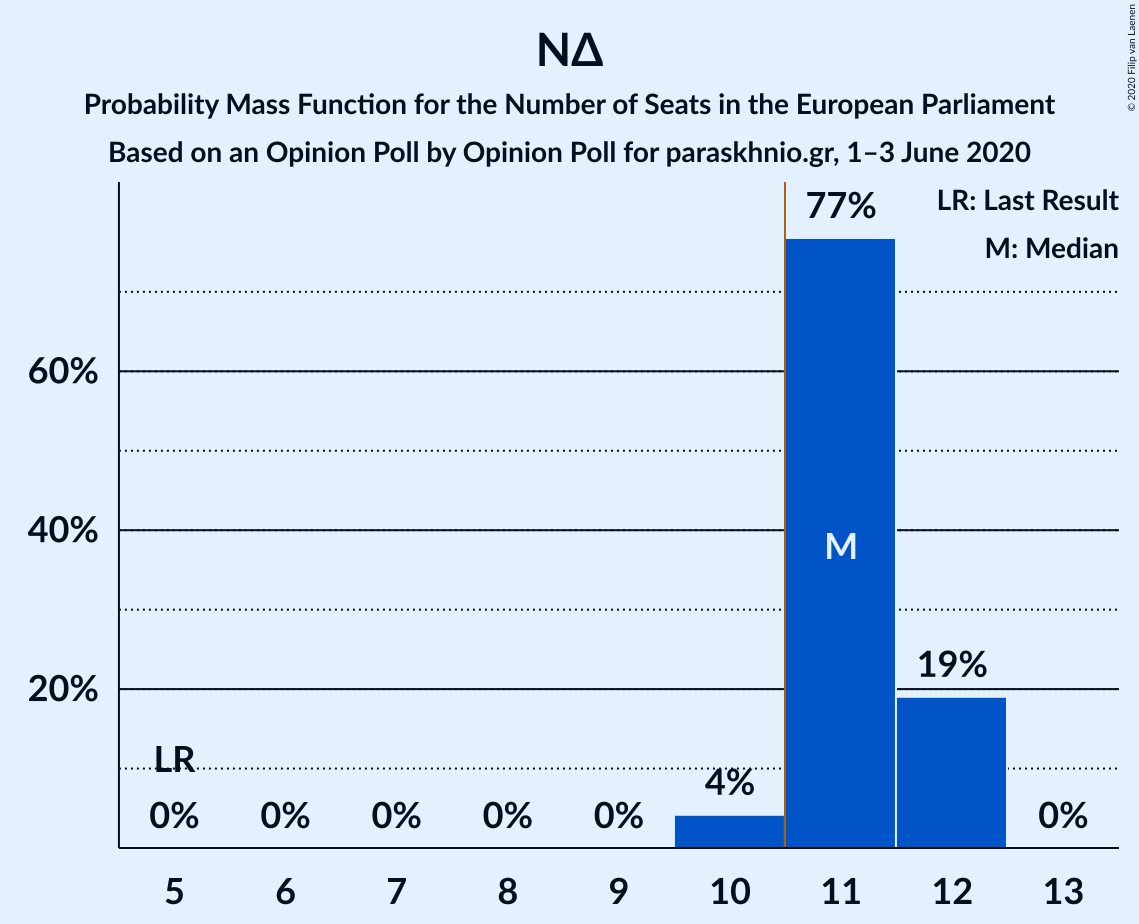 ΝΔ
Probability Mass Function for the Number of Seats in the European Parliament
Based on an Opinion Poll by Opinion Poll for paraskhnio.gr, 1–3 June 2020
© 2020 Filip van Laenen
LR: Last Result
M: Median
77%
60%
40%
M
20%
19%
LR
4%
0% 0% 0% 0% 0% 0%
5 6 7 8 9 10 11 12 13